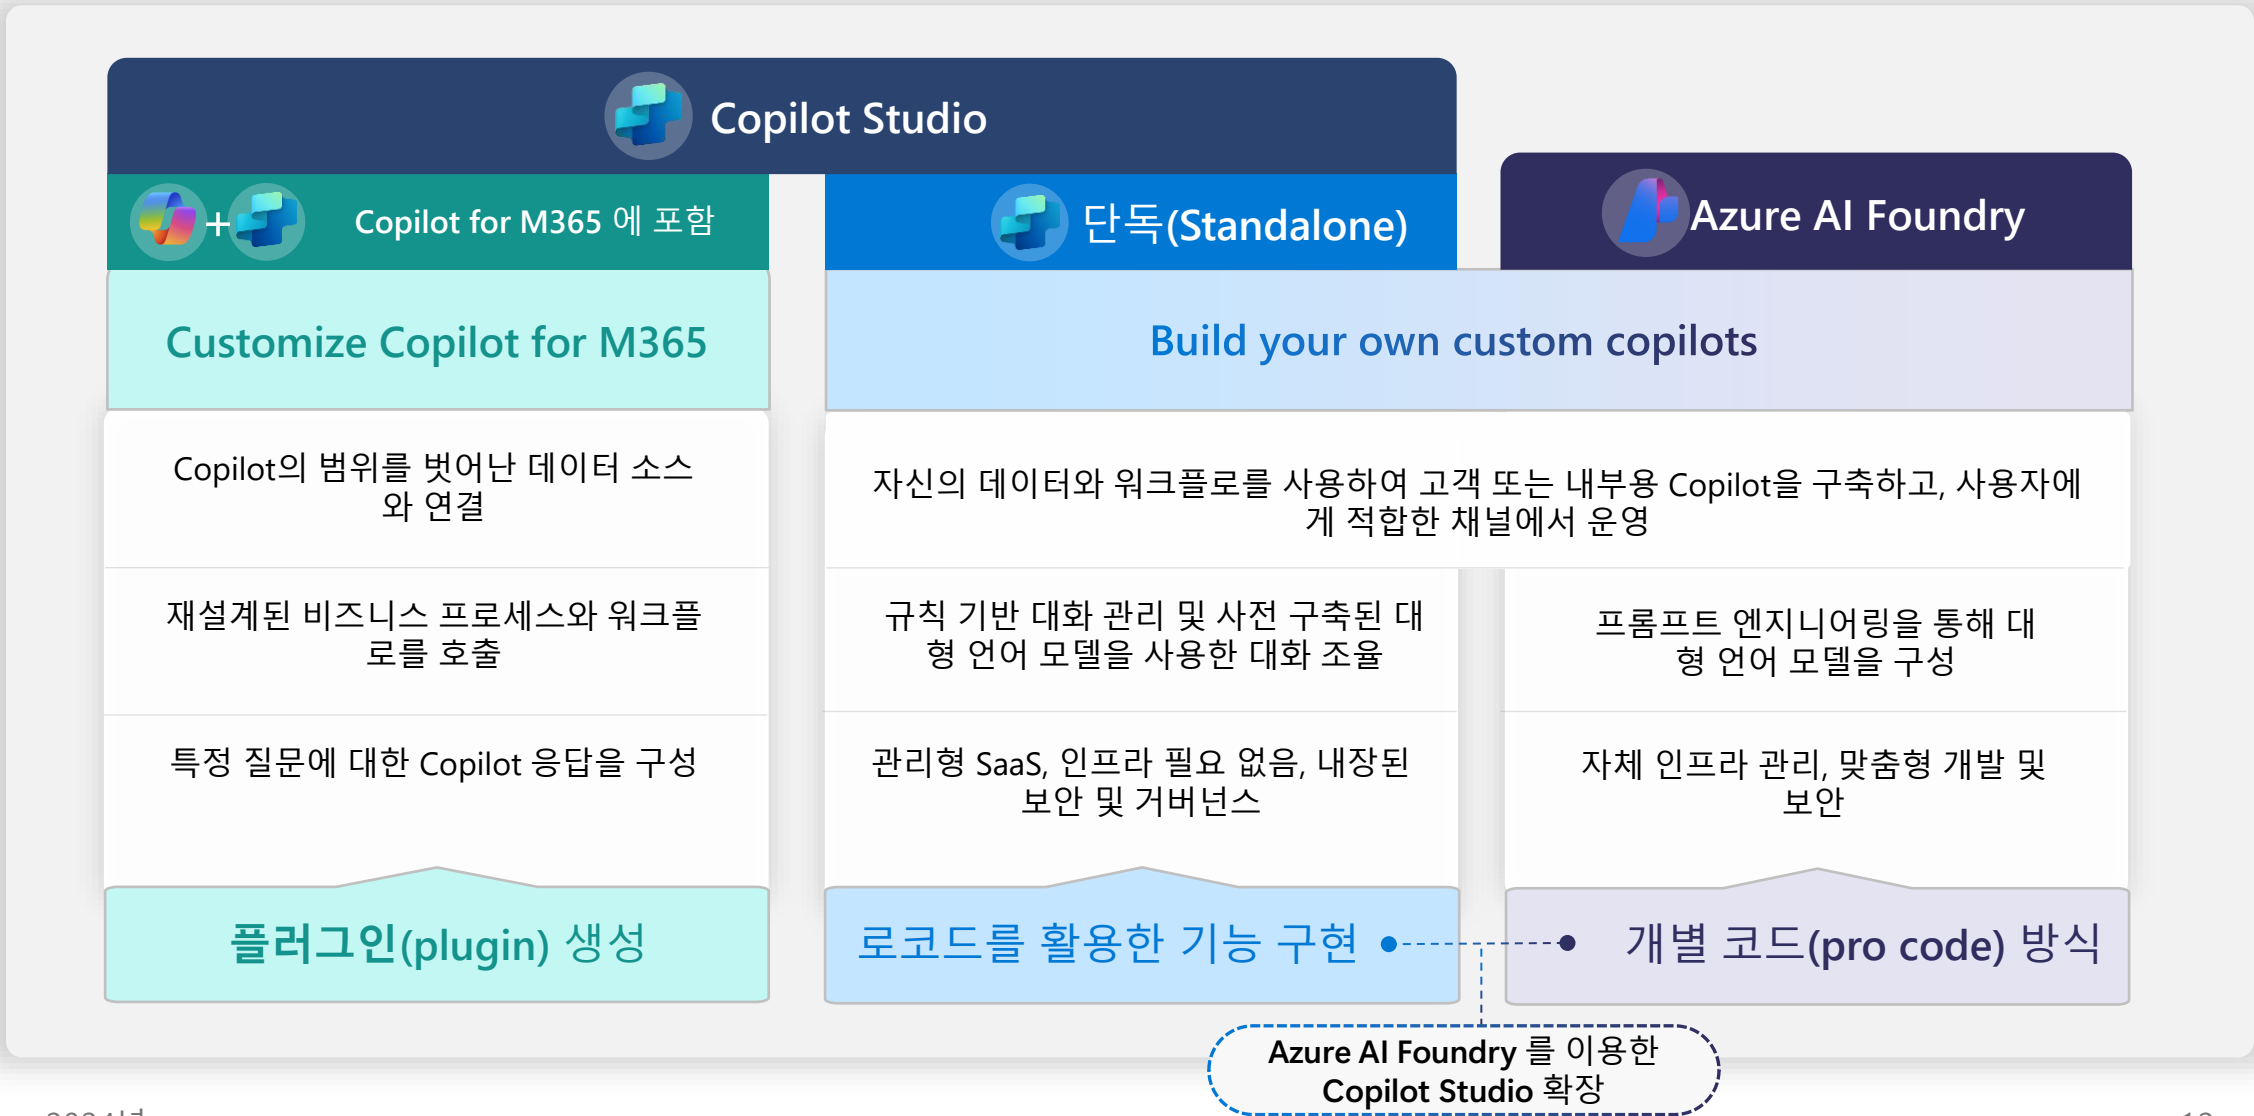 Copilot Studio
+
Copilot for M365 에 포함
단독(Standalone)
Azure AI Foundry
Customize Copilot for M365
Build your own custom copilots
Copilot의 범위를 벗어난 데이터 소스
와 연결
자신의 데이터와 워크플로를 사용하여 고객 또는 내부용 Copilot을 구축하고, 사용자에
게 적합한 채널에서 운영
재설계된 비즈니스 프로세스와 워크플
로를 호출
규칙 기반 대화 관리 및 사전 구축된 대
형 언어 모델을 사용한 대화 조율
프롬프트 엔지니어링을 통해 대
형 언어 모델을 구성
특정 질문에 대한 Copilot 응답을 구성
관리형 SaaS, 인프라 필요 없음, 내장된
보안 및 거버넌스
자체 인프라 관리, 맞춤형 개발 및
보안
플러그인(plugin) 생성
로코드를 활용한 기능 구현
개별 코드(pro code) 방식
Azure AI Foundry 를 이용한
Copilot Studio 확장